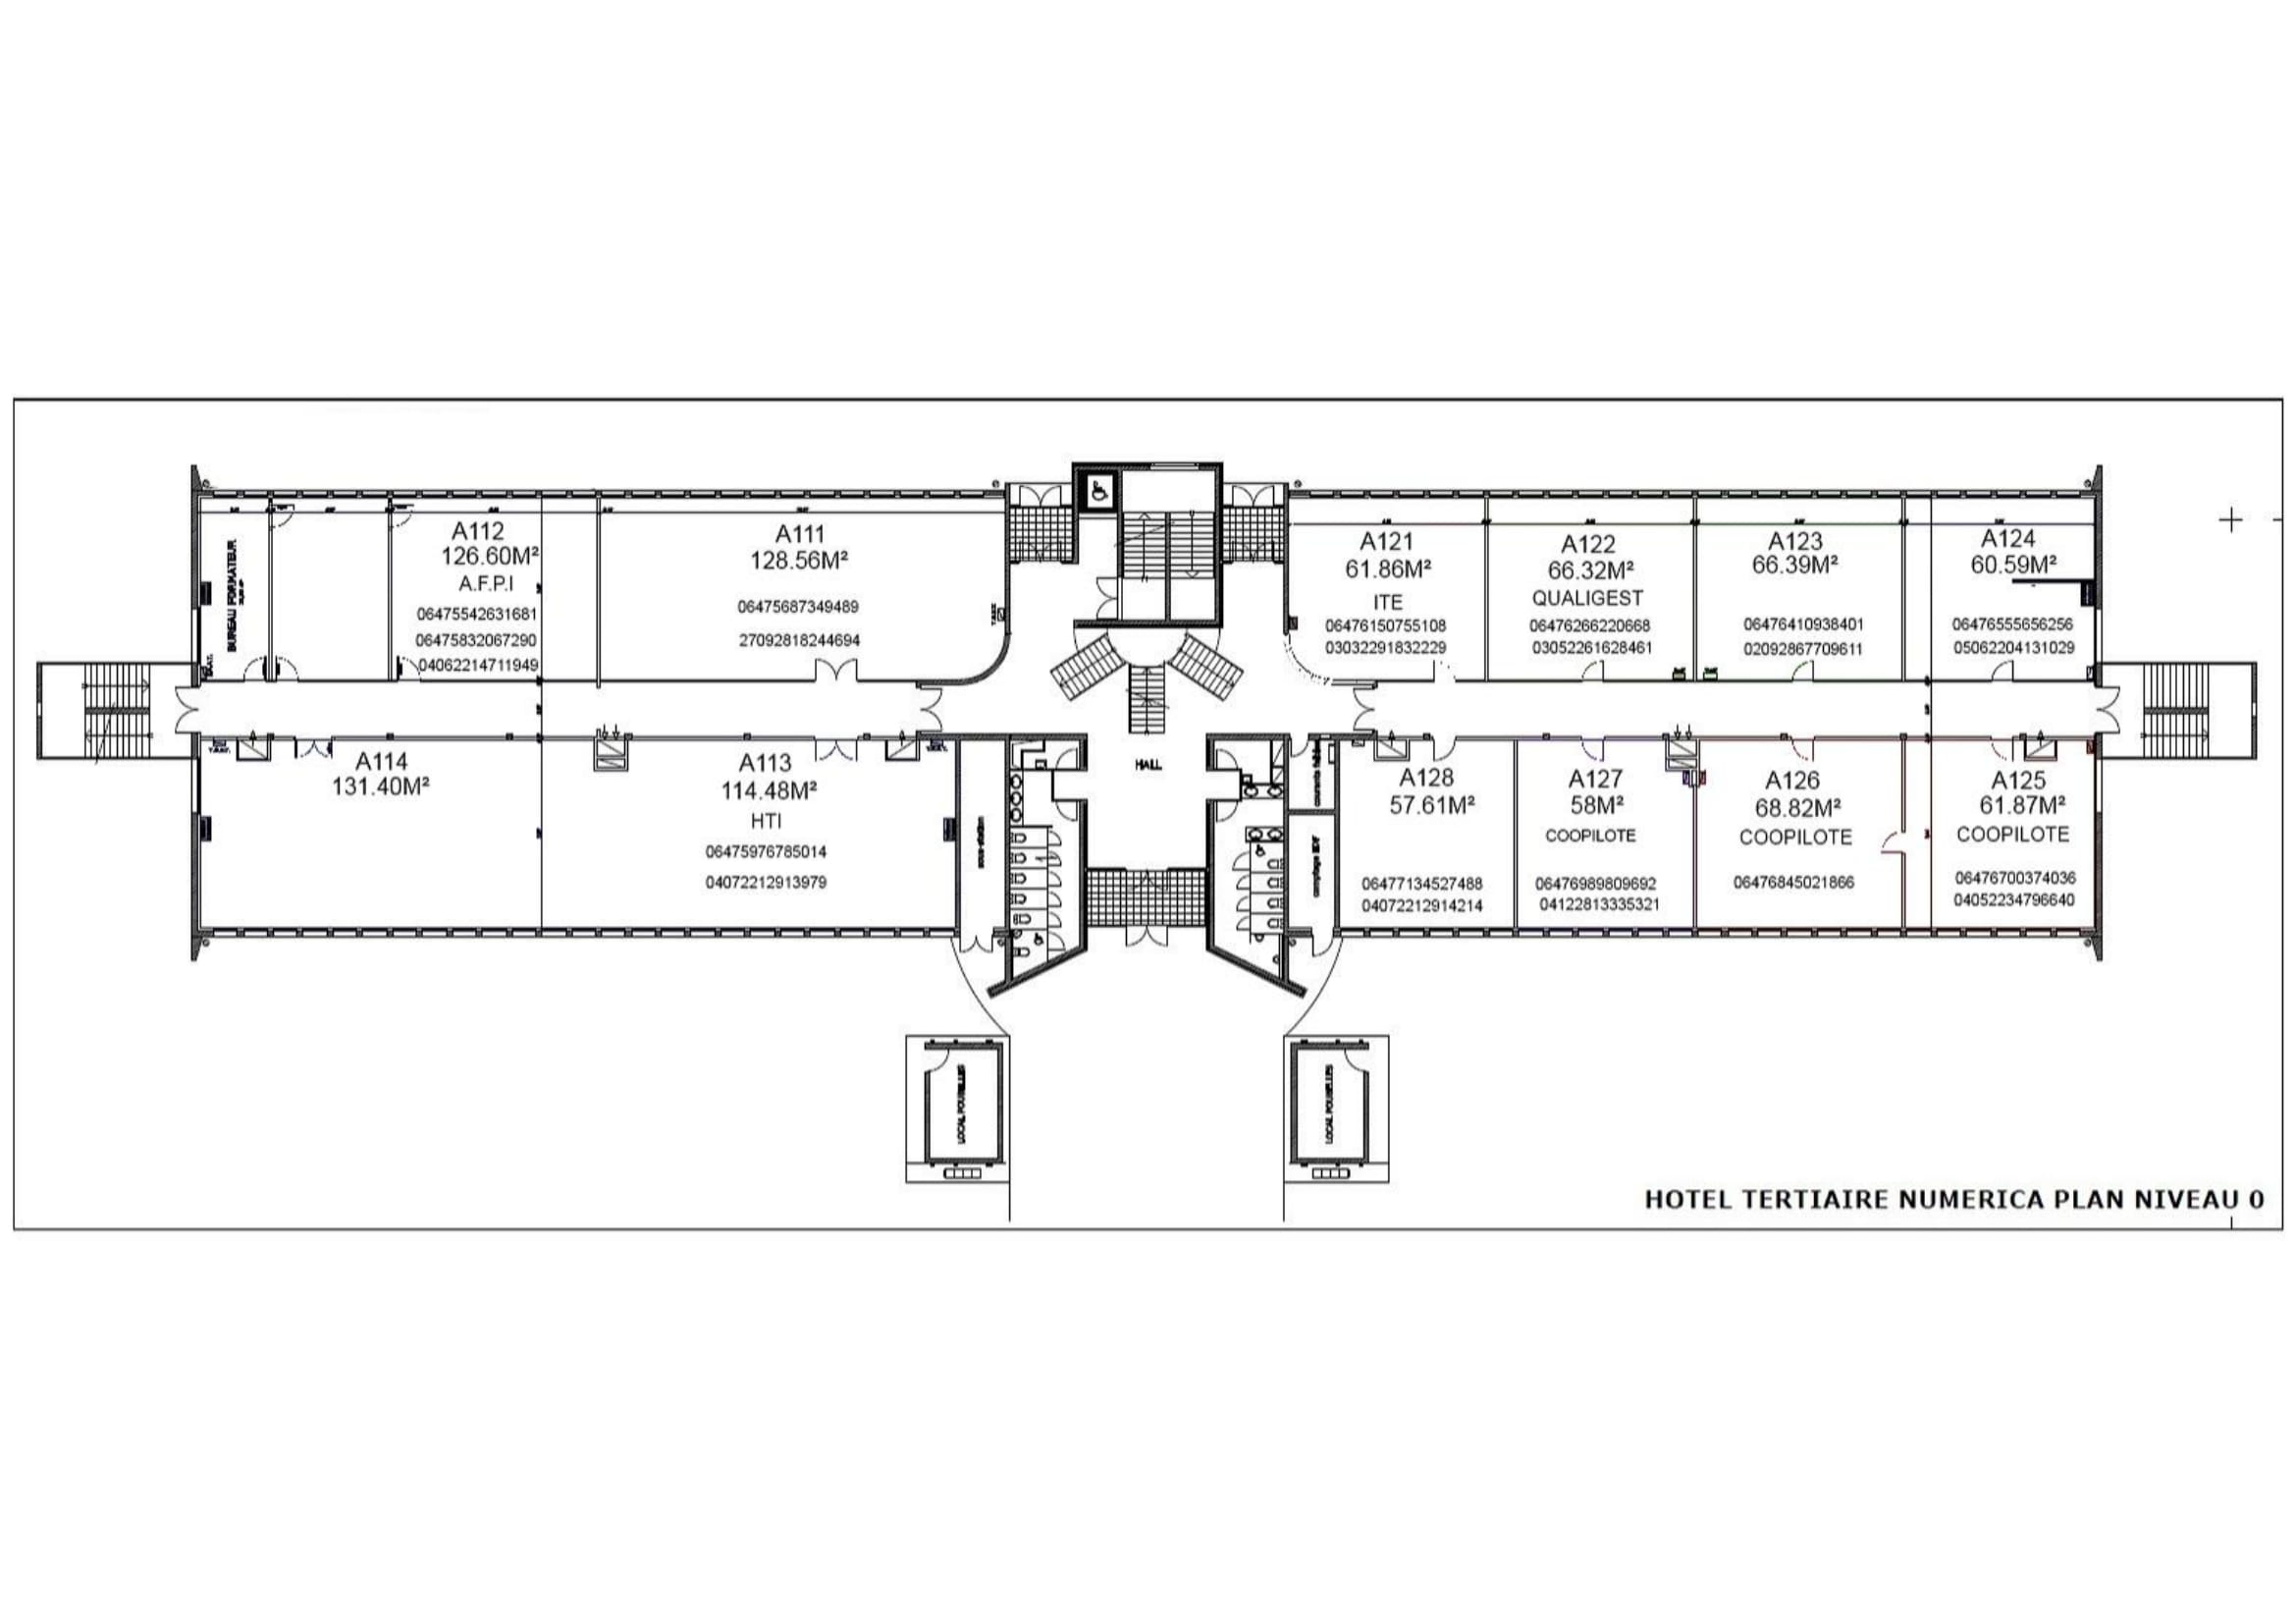 A112
126.60M²
A.F.P.I
06475542631681
06475832067290
04062214711949
BUREAU FORMATEUR
A111
128.56M²
06475687349489
27092818244694
A121
61.86M²
ITE
06476150755108
03032291832229
A122
66.32M²
QUALIGEST
06476266220668
03052261628461
A123
66.39M²
06476410938401
02092867709611
A124
60.59M²
06476555656256
05062204131029
A114
131.40M²
A113
114.48M²
HTI
06475976785014
04072212913979
sous-station
HALL
comptage EDF
A128
57.61M²
06477134527488
04072212914214
A127
58M²
COOPILOTE
06476989809692
04122813335321
A126
68.82M²
COOPILOTE
06476845021866
A125
61.87M²
COOPILOTE
06476700374036
04052234796640
LOCAL POUBELLES
LOCAL POUBELLES
HOTEL TERTIAIRE NUMERICA PLAN NIVEAU 0